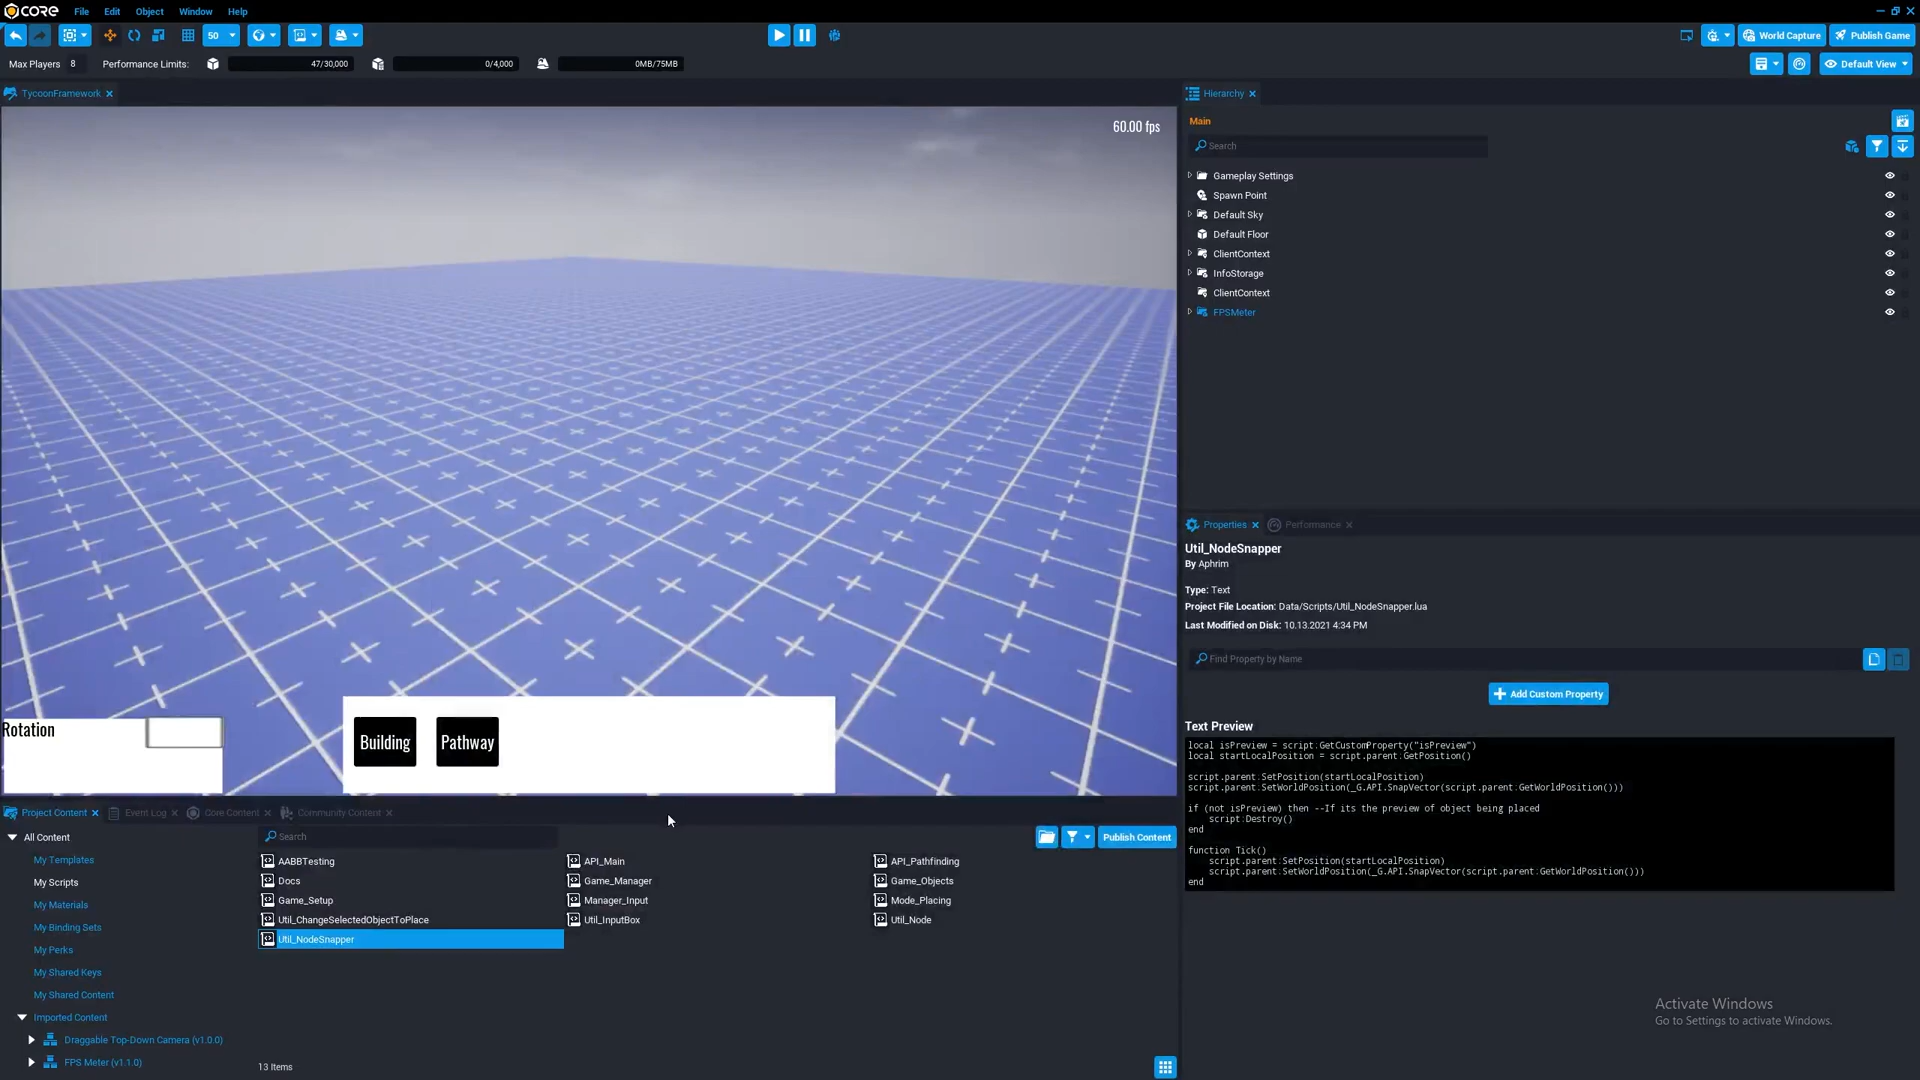 CORE File Edit Object Window Help
50 World Capture Publish Game
Max Players 8 Performance Limits: 47/30,000 0/4,000 0MB/75MB Default View
TycoonFramework
60.00 fps
Rotation
Building Pathway
Hierarchy
Main
Search
Gameplay Settings
Spawn Point
Default Sky
Default Floor
ClientContext
InfoStorage
ClientContext
FPSMeter
Properties Performance
Util_NodeSnapper
By Aphrim
Type: Text
Project File Location: Data/Scripts/Util_NodeSnapper.lua
Last Modified on Disk: 10.13.2021 4:34 PM
Find Property by Name
Add Custom Property
Text Preview
local isPreview = script:GetCustomProperty("isPreview")
local startLocalPosition = script.parent:GetPosition()
script.parent:SetPosition(startLocalPosition)
script.parent:SetWorldPosition(_G.API.SnapVector(script.parent:GetWorldPosition()))
if (not isPreview) then --If its the preview of object being placed
script:Destroy()
end
function Tick()
script.parent:SetPosition(startLocalPosition)
script.parent:SetWorldPosition(_G.API.SnapVector(script.parent:GetWorldPosition()))
end
Project Content Event Log Core Content Community Content
All Content
My Templates
My Scripts
My Materials
My Binding Sets
My Perks
My Shared Keys
My Shared Content
Imported Content
Draggable Top-Down Camera (v1.0.0)
FPS Meter (v1.1.0)
Search
Publish Content
AABBTesting API_Main API_Pathfinding
Docs Game_Manager Game_Objects
Game_Setup Manager_Input Mode_Placing
Util_ChangeSelectedObjectToPlace Util_InputBox Util_Node
Util_NodeSnapper
13 Items
Activate Windows
Go to Settings to activate Windows.